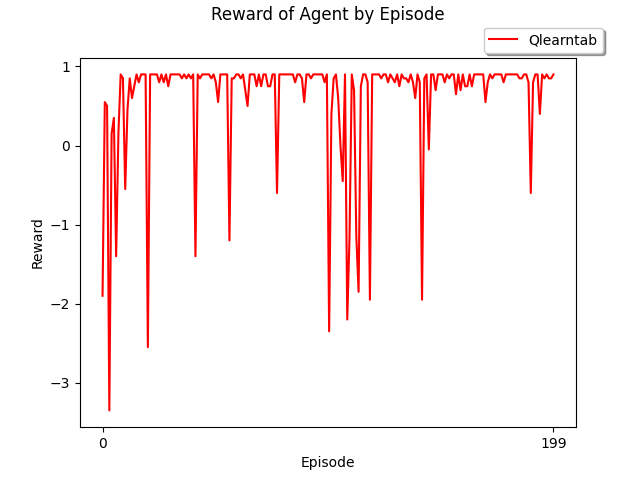 Reward of Agent by Episode
Qlearntab
1
0
−1
−2
−3
Reward
0
199
Episode